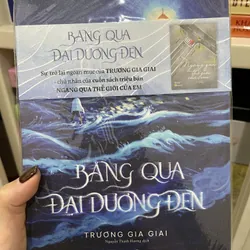 BĂNG QUA
ĐẠI DƯƠNG ĐEN
Sự trở lại ngoạn mục của TRƯƠNG GIA GIAI
chủ nhân của cuốn sách triệu bản
NGANG QUA THẾ GIỚI CỦA EM
BĂNG QUA
ĐẠI DƯƠNG ĐEN
TRƯƠNG GIA GIAI